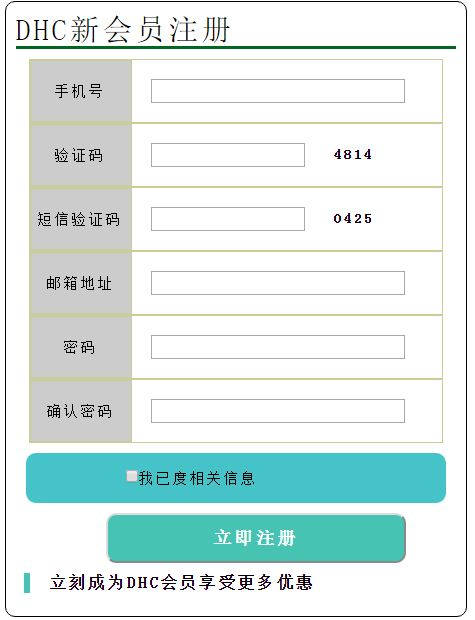 DHC新会员注册
手机号
验证码 4814
短信验证码 0425
邮箱地址
密码
确认密码
我已度相关信息
立即注册
立刻成为DHC会员享受更多优惠